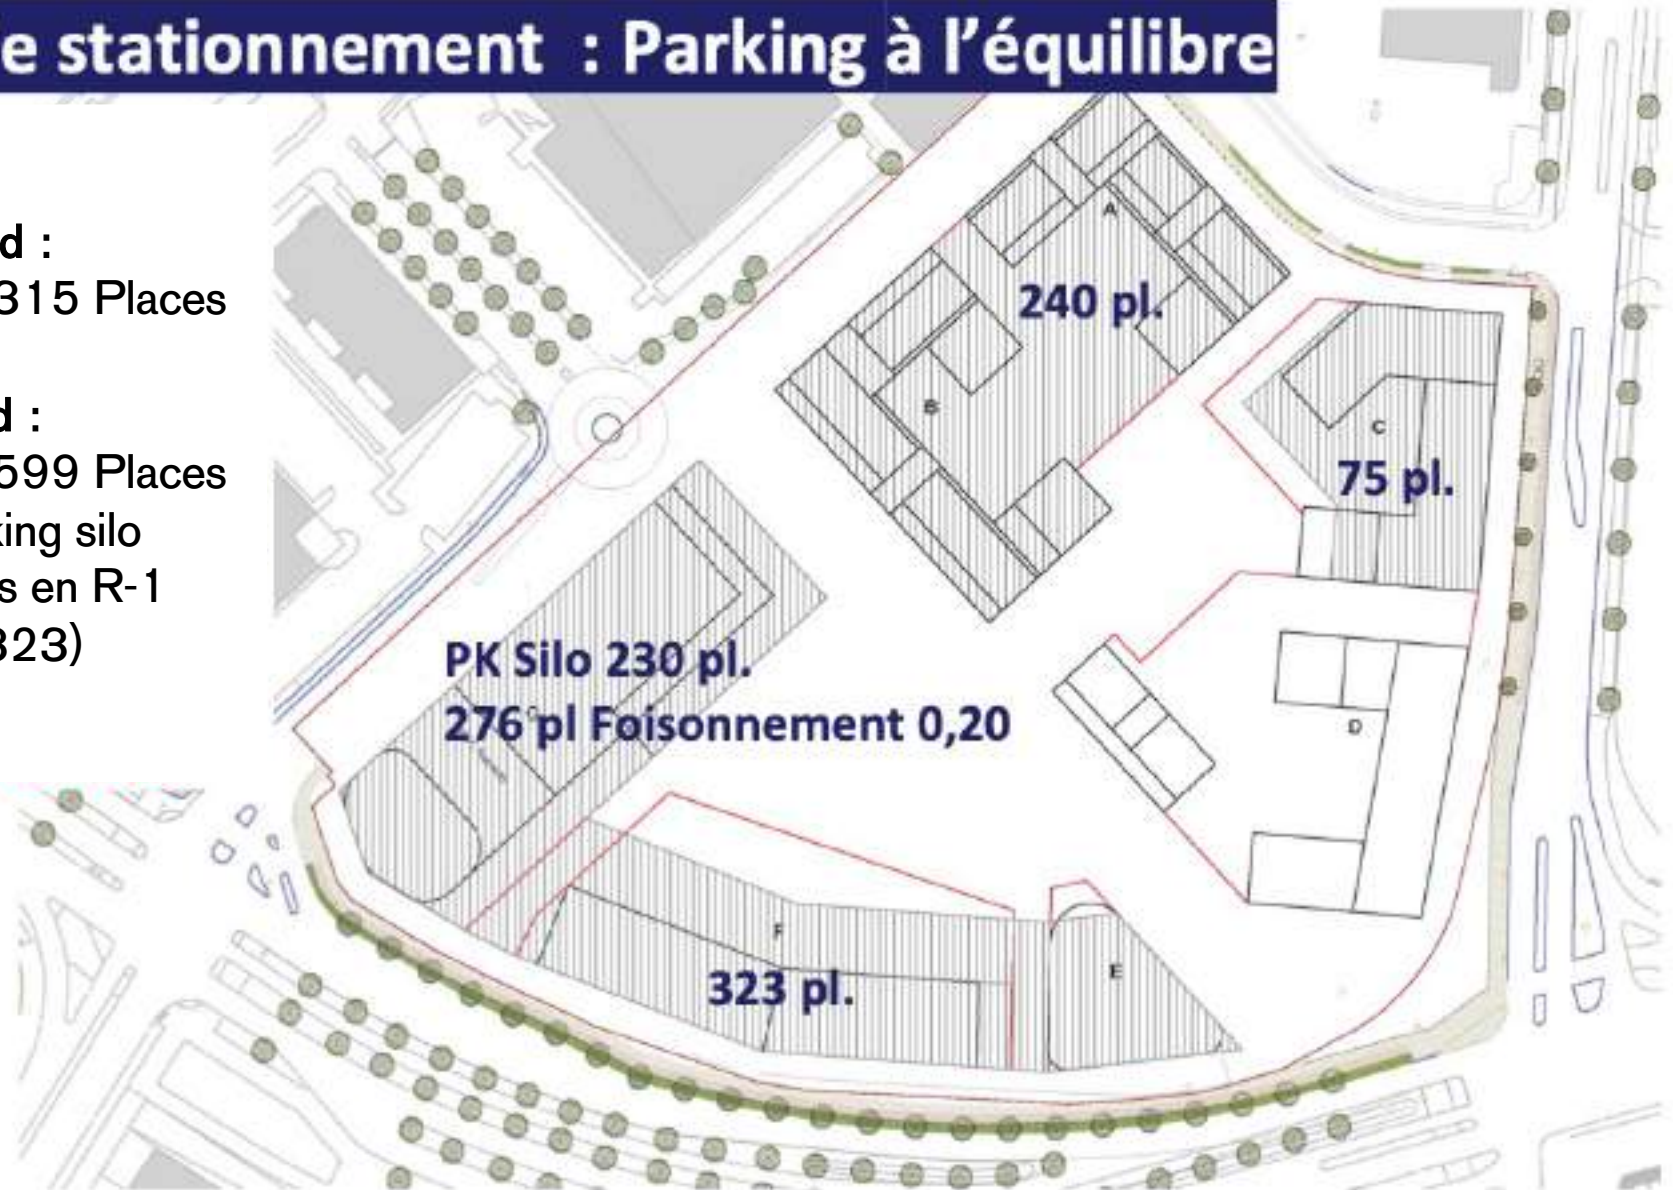 e stationnement : Parking à l'équilibre
d :
315 Places
d :
599 Places
king silo
s en R-1
323)
A
240 pl.
B
C
75 pl.
PK Silo 230 pl.
276 pl Foisonnement 0,20
D
F
E
323 pl.